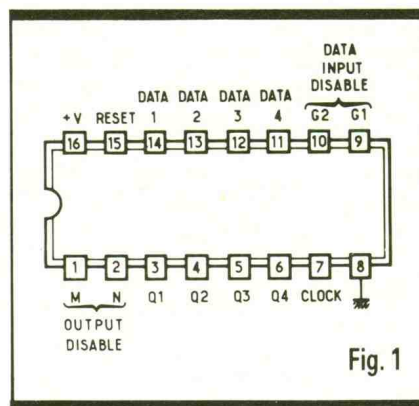 DATA
INPUT
DISABLE
DATA DATA DATA DATA
+V RESET 1 2 3 4 G2 G1
16 15 14 13 12 11 10 9
1 2 3 4 5 6 7 8
M N Q1 Q2 Q3 Q4 CLOCK
OUTPUT
DISABLE
Fig. 1